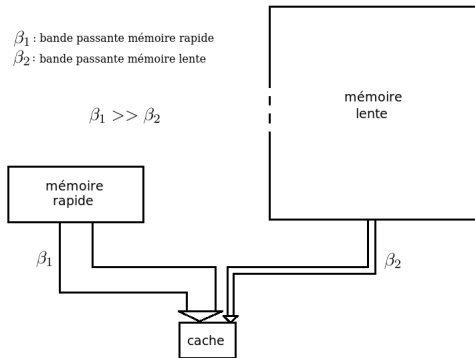 β₁ : bande passante mémoire rapide
β₂ : bande passante mémoire lente
β₁ >> β₂
mémoire
lente
mémoire
rapide
β₁
β₂
cache